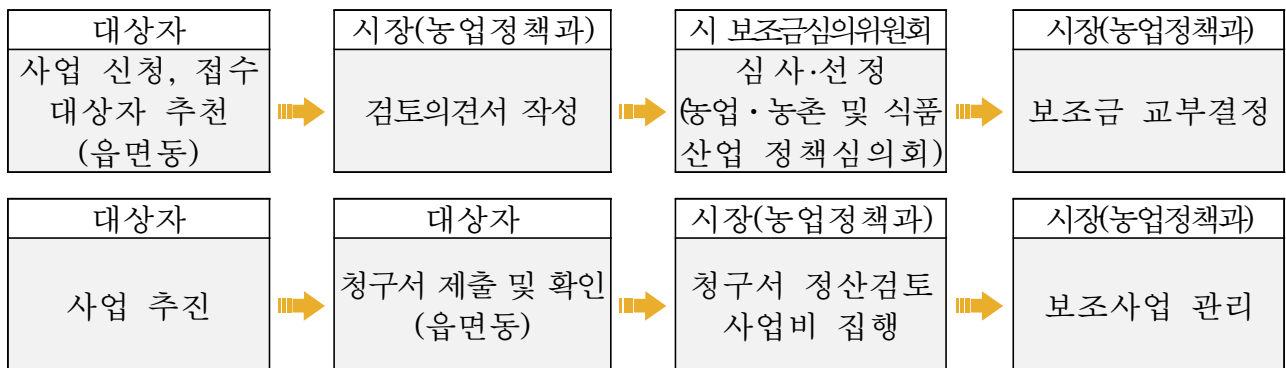 대상자
사업 신청, 접수
대상자 추천
(읍면동)
시장(농업정책과)
검토의견서 작성
시 보조금심의위원회
심사·선정
(농업·농촌 및 식품
산업 정책심의회)
시장(농업정책과)
보조금 교부결정
대상자
사업 추진
대상자
청구서 제출 및 확인
(읍면동)
시장(농업정책과)
청구서 정산검토
사업비 집행
시장(농업정책과)
보조사업 관리